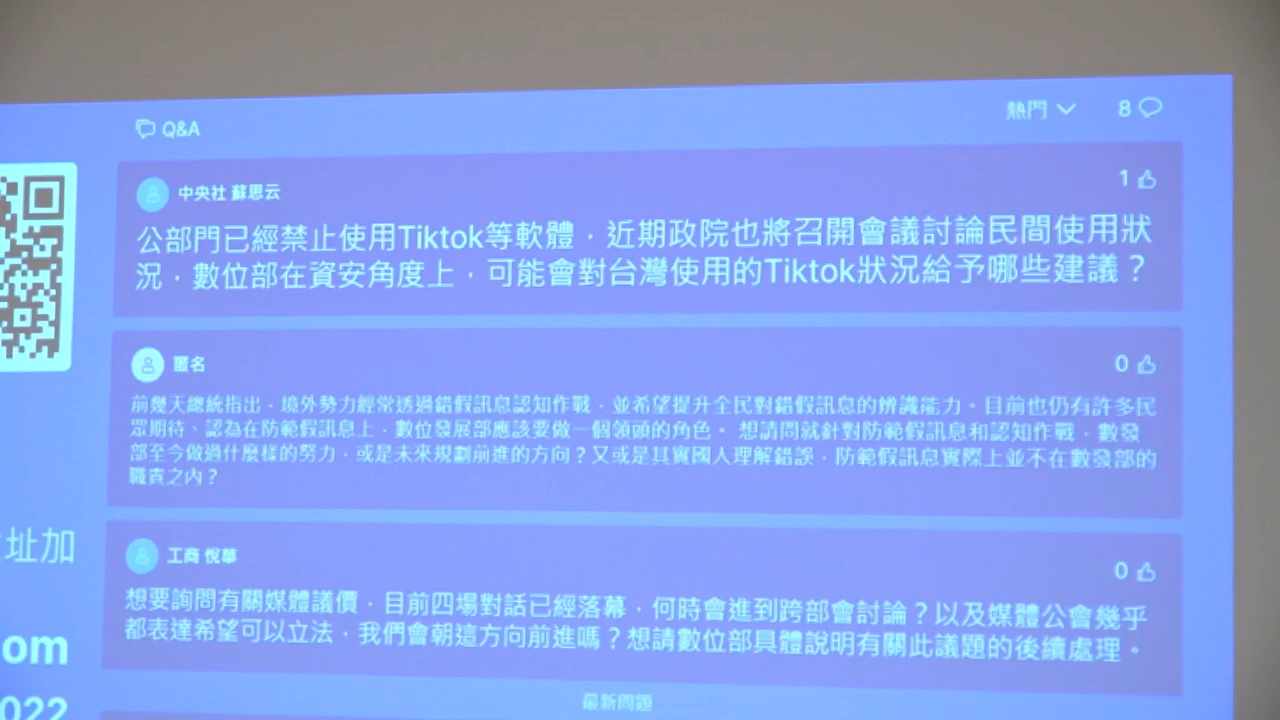 Q&A
熱門
8
中央社 蘇思云
1
公部門已經禁止使用Tiktok等軟體，近期政院也將召開會議討論民間使用狀
況，數位部在資安角度上，可能會對台灣使用的Tiktok狀況給予哪些建議？
匿名
0
前幾天總統指出，境外勢力經常透過錯假訊息認知作戰，並希望提升全民對錯假訊息的辨識能力。目前也仍有許多民
眾期待、認為在防範假訊息上，數位發展部應該要做一個領頭的角色。 想請問就針對防範假訊息和認知作戰，數發
部至今做過什麼樣的努力，或是未來規劃前進的方向？又或是其實國人理解錯誤，防範假訊息實際上並不在數發部的
職責之內？
工商 悅華
0
想要詢問有關媒體議價，目前四場對話已經落幕，何時會進到跨部會討論？以及媒體公會幾乎
都表達希望可以立法，我們會朝這方向前進嗎？想請數位部具體說明有關此議題的後續處理。
最新問題
址加
om
022